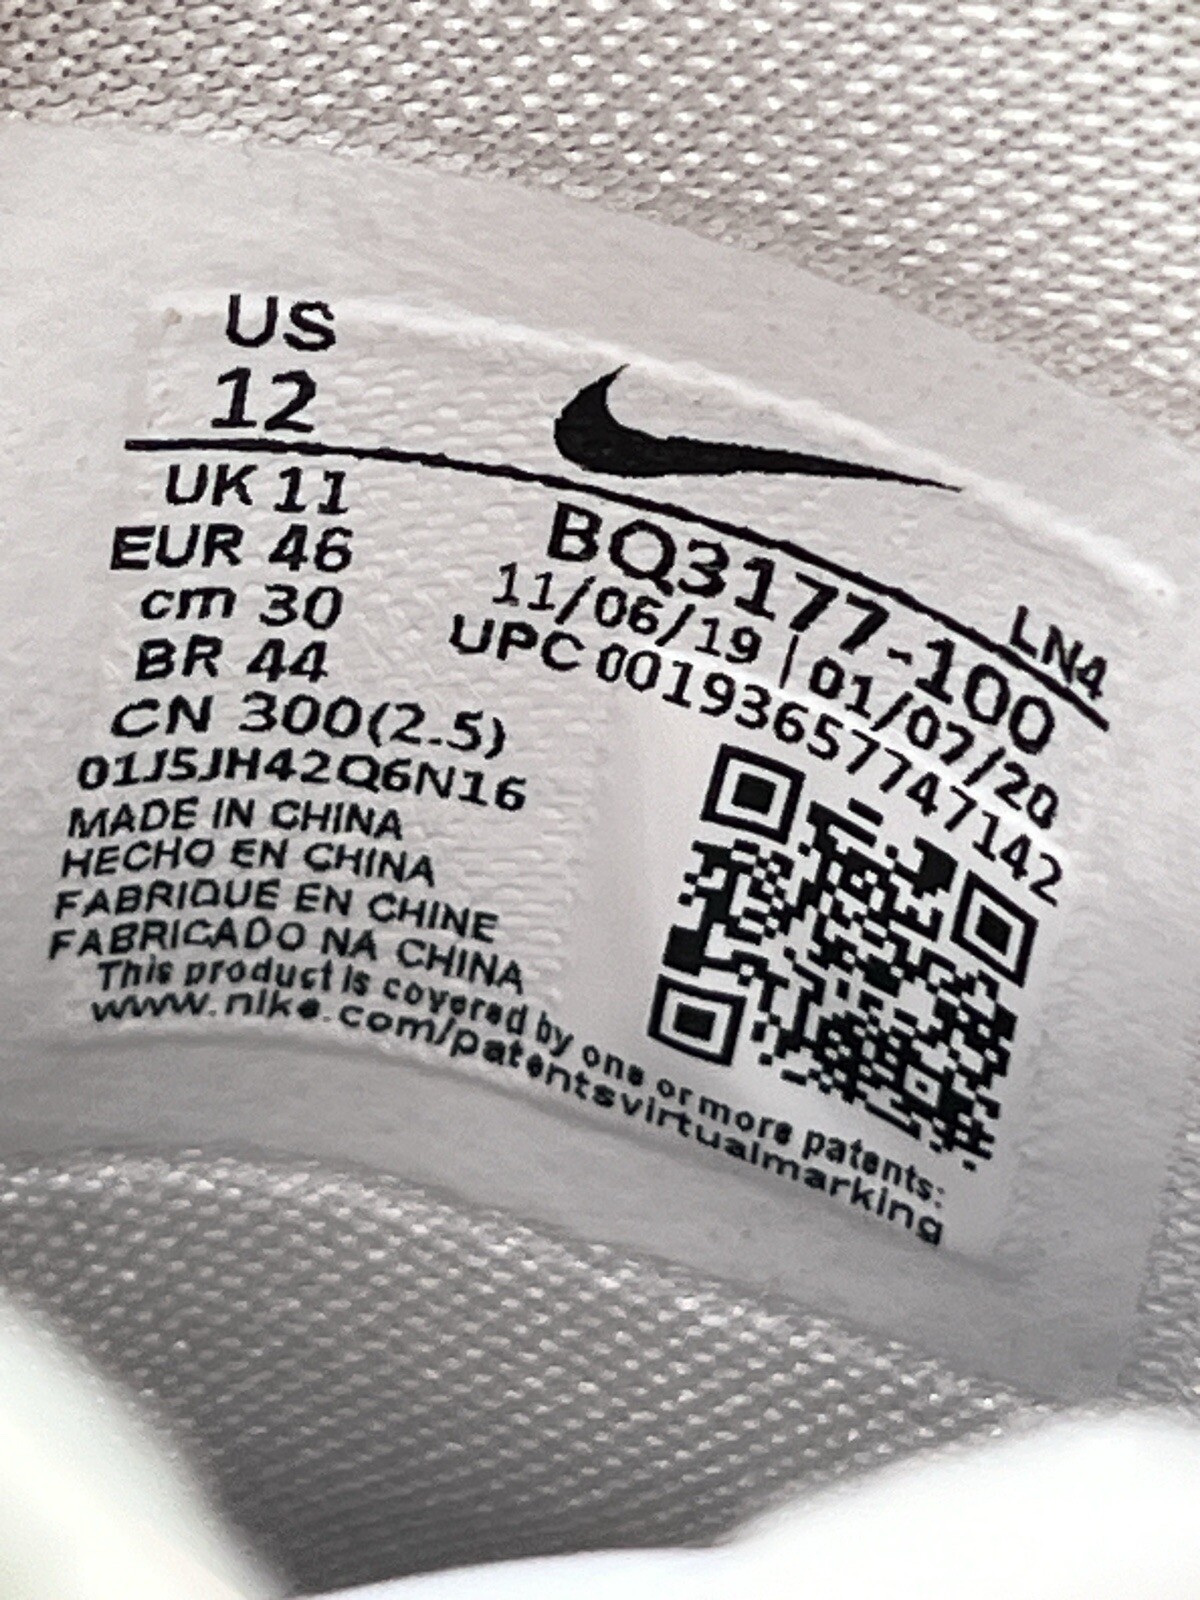 US
12
UK 11
EUR 46
cm 30
BR 44
CN 300(2.5)
01J5JH42Q6N16
MADE IN CHINA
HECHO EN CHINA
FABRIQUE EN CHINE
FABRICADO NA CHINA
This product is covered by one or more patents:
www.nike.com/patentsvirtualmarking
LN4
BQ3177-100
11/06/19 | 01/07/20
UPC 00193657747142